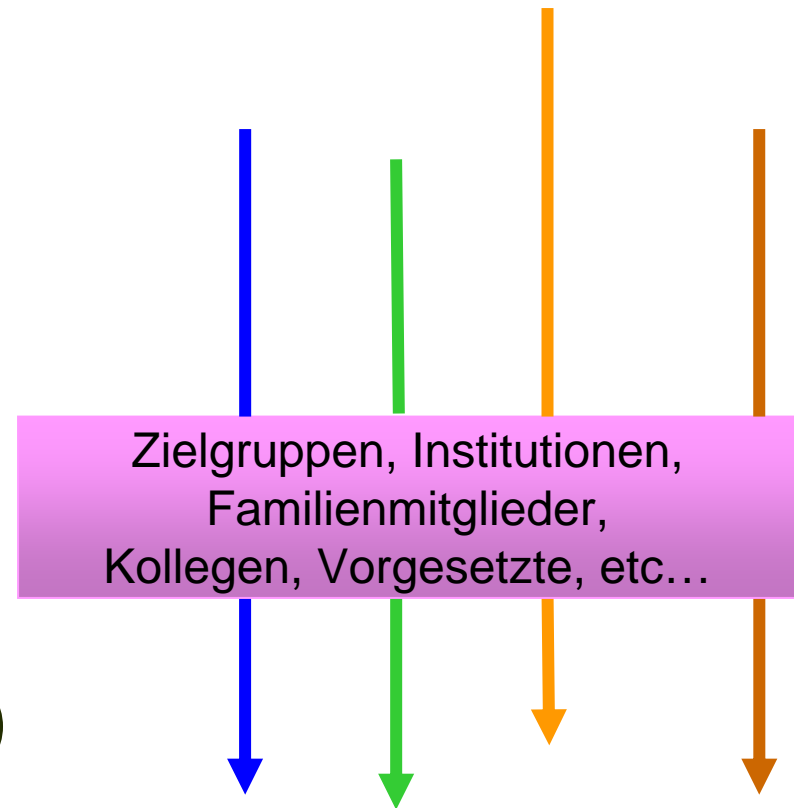 Zielgruppen, Institutionen,
Familienmitglieder,
Kollegen, Vorgesetzte, etc…